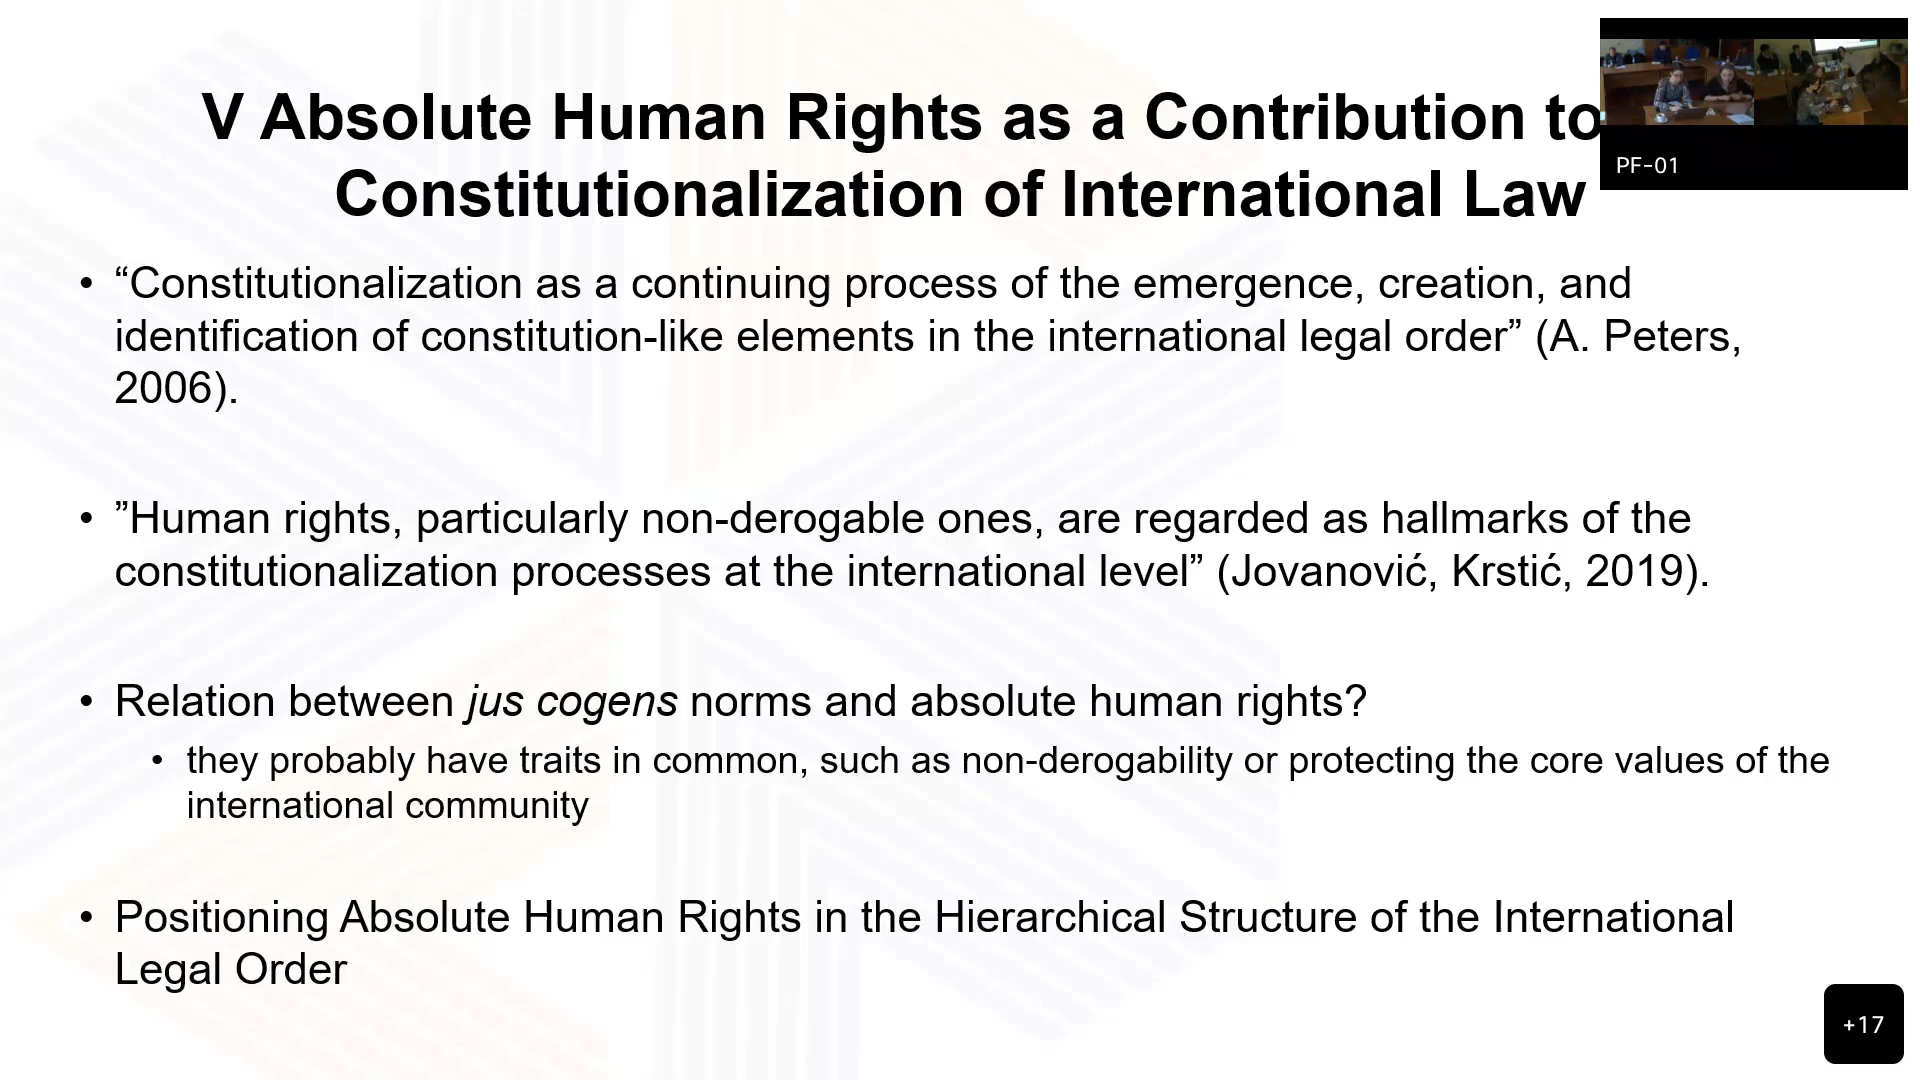 V Absolute Human Rights as a Contribution to
Constitutionalization of International Law
PF-01
• “Constitutionalization as a continuing process of the emergence, creation, and
identification of constitution-like elements in the international legal order” (A. Peters,
2006).
• ”Human rights, particularly non-derogable ones, are regarded as hallmarks of the
constitutionalization processes at the international level” (Jovanović, Krstić, 2019).
• Relation between jus cogens norms and absolute human rights?
• they probably have traits in common, such as non-derogability or protecting the core values of the
international community
• Positioning Absolute Human Rights in the Hierarchical Structure of the International
Legal Order
+17